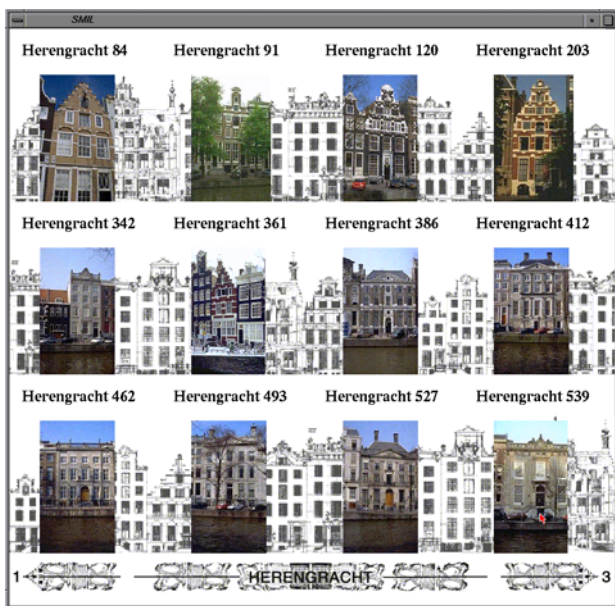 SMIL
Herengracht 84 Herengracht 91 Herengracht 120 Herengracht 203
Herengracht 342 Herengracht 361 Herengracht 386 Herengracht 412
Herengracht 462 Herengracht 493 Herengracht 527 Herengracht 539
1 HERENGRACHT 3